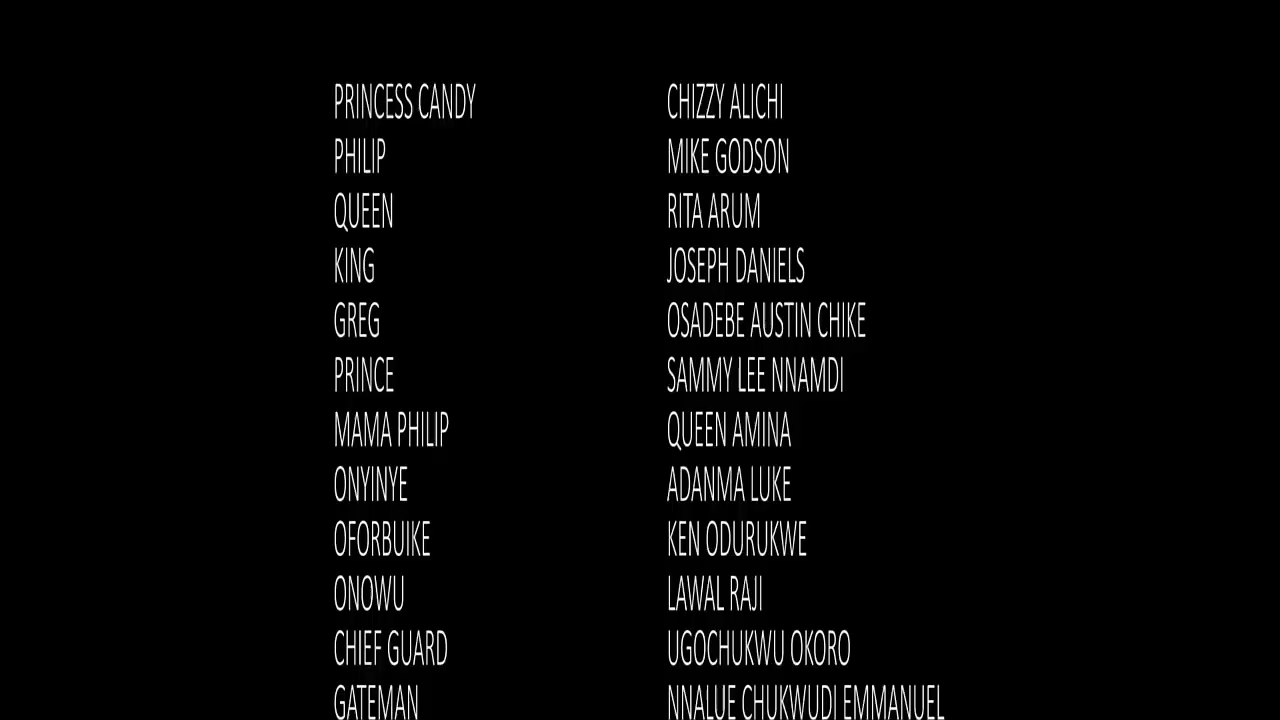 PRINCESS CANDY CHIZZY ALICHI
PHILIP MIKE GODSON
QUEEN RITA ARUM
KING JOSEPH DANIELS
GREG OSADEBE AUSTIN CHIKE
PRINCE SAMMY LEE NNAMDI
MAMA PHILIP QUEEN AMINA
ONYINYE ADANMA LUKE
OFORBUIKE KEN ODURUKWE
ONOWU LAWAL RAJI
CHIEF GUARD UGOCHUKWU OKORO
GATEMAN NNALUE CHUKWUDI EMMANUEL